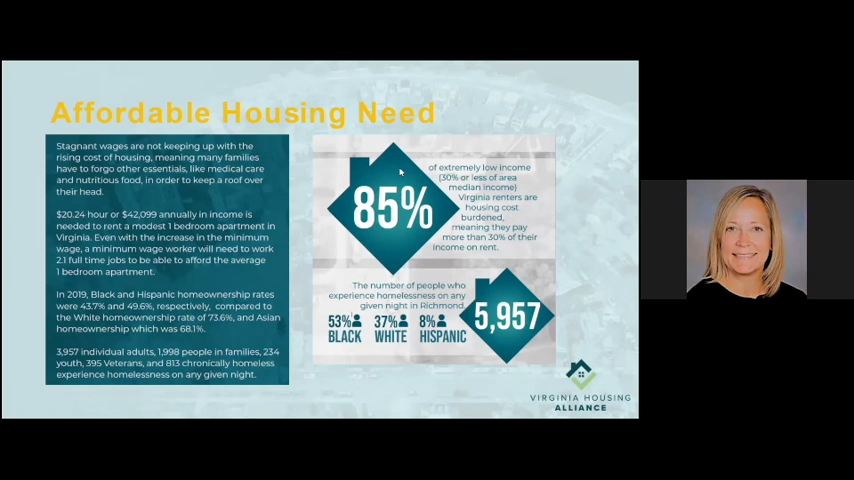 Affordable Housing Need
Stagnant wages are not keeping up with the
rising cost of housing, meaning many families
have to forgo other essentials, like medical care
and nutritious food, in order to keep a roof over
their head.
$20.24 hour or $42,099 annually in income is
needed to rent a modest 1 bedroom apartment in
Virginia. Even with the increase in the minimum
wage, a minimum wage worker will need to work
2.1 full time jobs to be able to afford the average
1 bedroom apartment.
In 2019, Black and Hispanic homeownership rates
were 43.7% and 49.6%, respectively, compared to
the White homeownership rate of 73.6%, and Asian
homeownership which was 68.1%.
3,957 individual adults, 1,998 people in families, 234
youth, 395 Veterans, and 813 chronically homeless
experience homelessness on any given night.
85%
of extremely low income
(30% or less of area
median income)
Virginia renters are
housing cost
burdened,
meaning they pay
more than 30% of their
income on rent.
The number of people who
experience homelessness on any
given night in Richmond.
53% 37% 8%
BLACK WHITE HISPANIC
5,957
VIRGINIA HOUSING
ALLIANCE